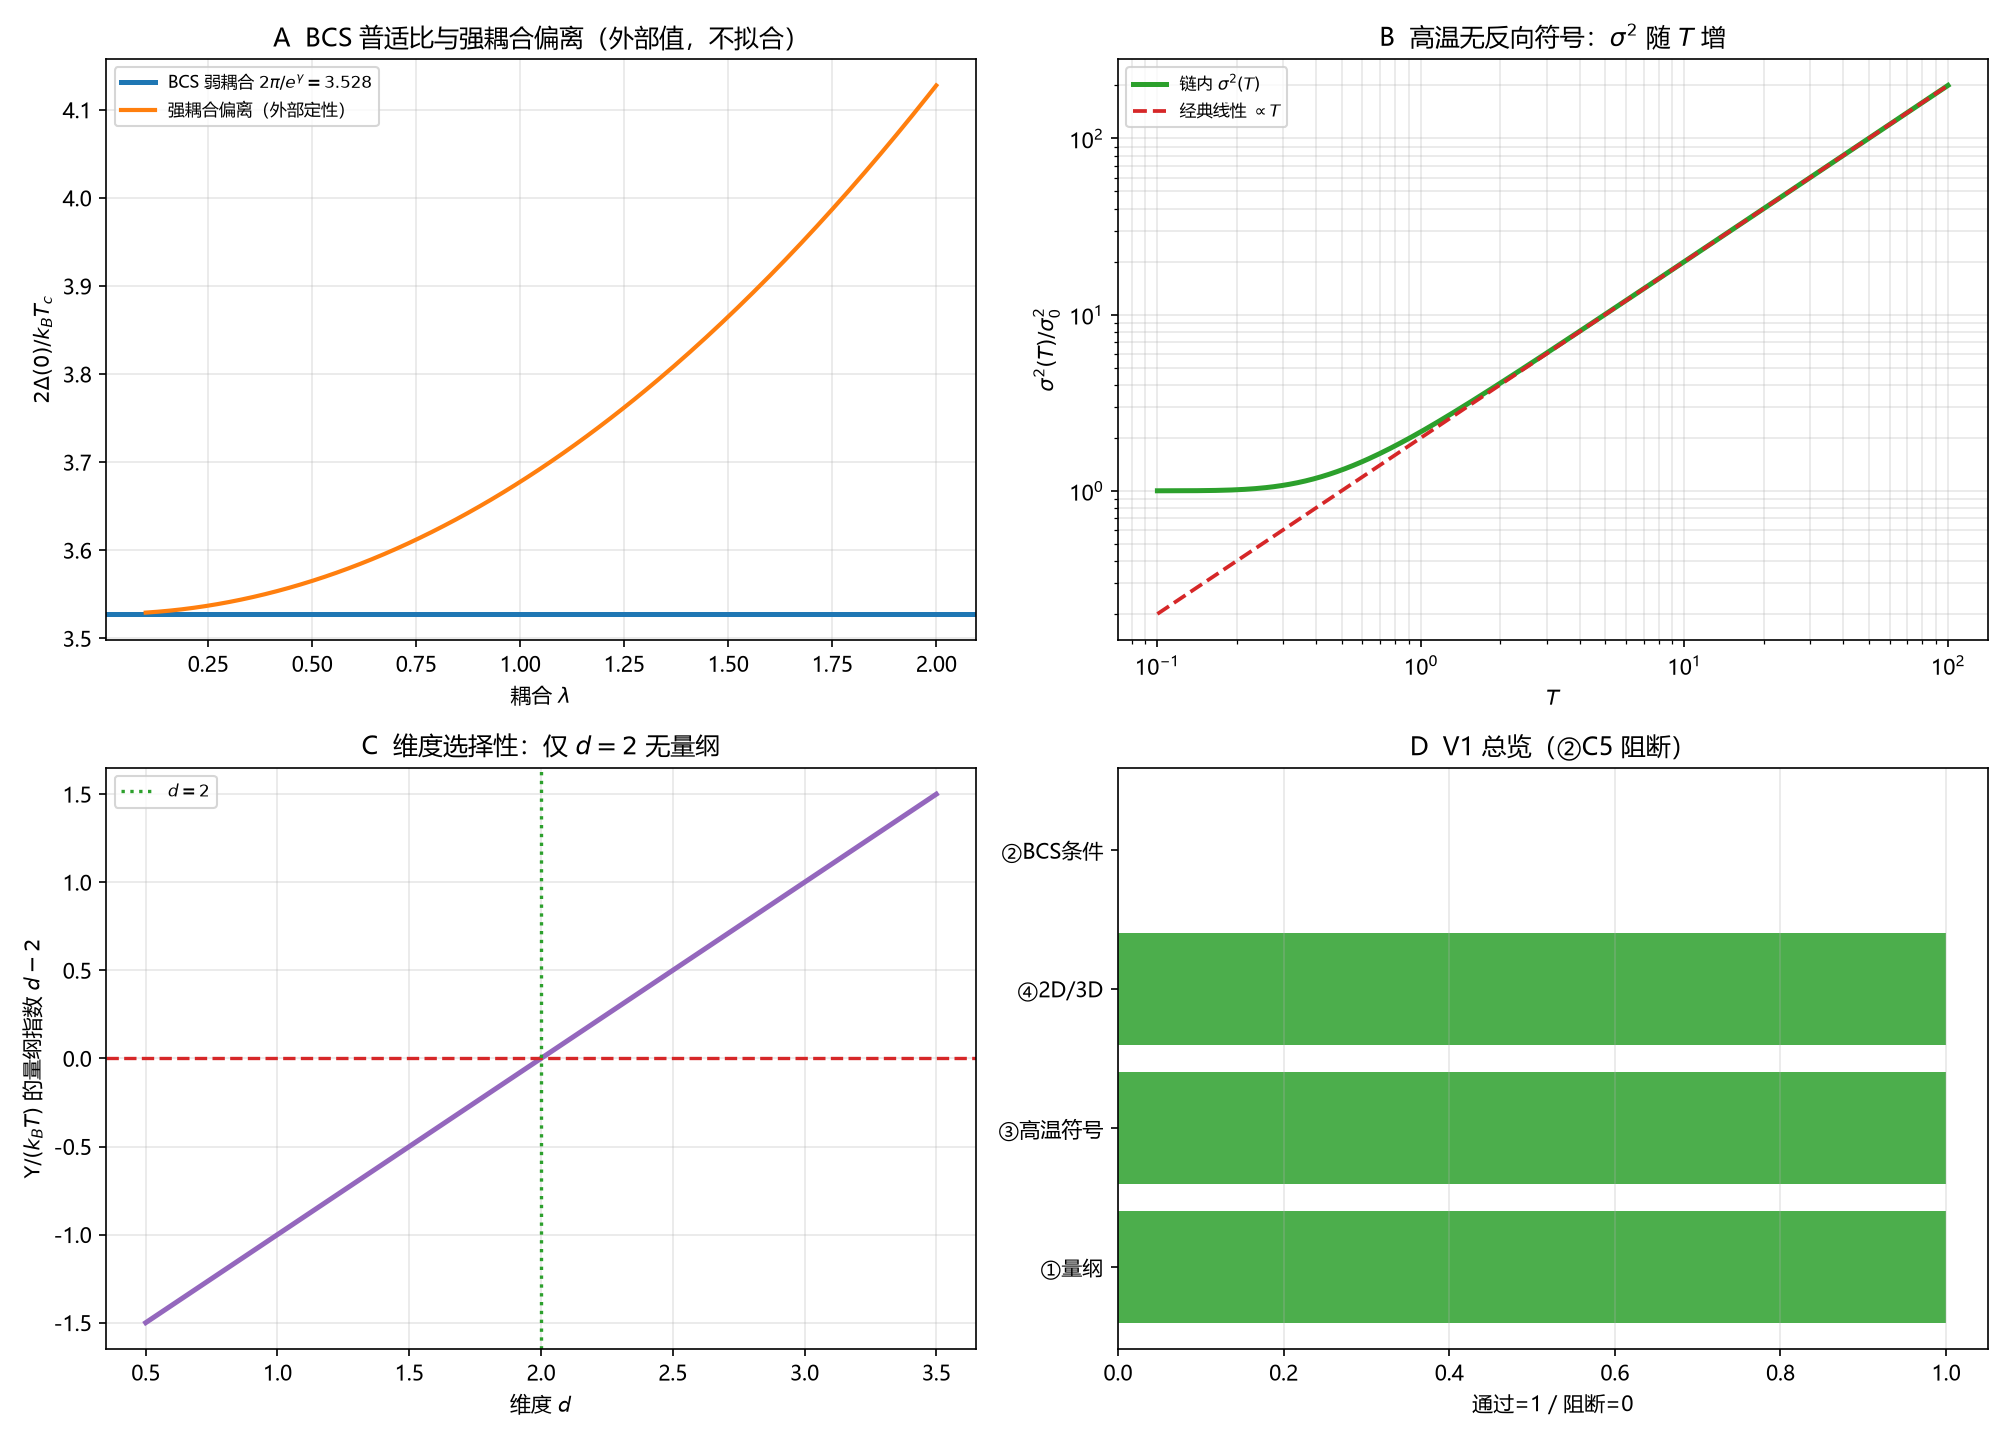 A  BCS 普适比与强耦合偏离（外部值，不拟合）
BCS 弱耦合 2π/e^γ = 3.528
强耦合偏离（外部定性）
4.1
4.0
3.9
3.8
3.7
3.6
3.5
2Δ(0)/k_BT_c
0.25 0.50 0.75 1.00 1.25 1.50 1.75 2.00
耦合 λ
B  高温无反向符号：σ² 随 T 增
链内 σ²(T)
经典线性 ∝T
10²
10¹
10⁰
σ²(T)/σ₀²
10⁻¹ 10⁰ 10¹ 10²
T
C  维度选择性：仅 d = 2 无量纲
d = 2
1.5
1.0
0.5
0.0
-0.5
-1.0
-1.5
Υ/(k_BT) 的量纲指数 d − 2
0.5 1.0 1.5 2.0 2.5 3.0 3.5
维度 d
D  V1 总览（②C5 阻断）
②BCS条件
④2D/3D
③高温符号
①量纲
0.0 0.2 0.4 0.6 0.8 1.0
通过=1 / 阻断=0